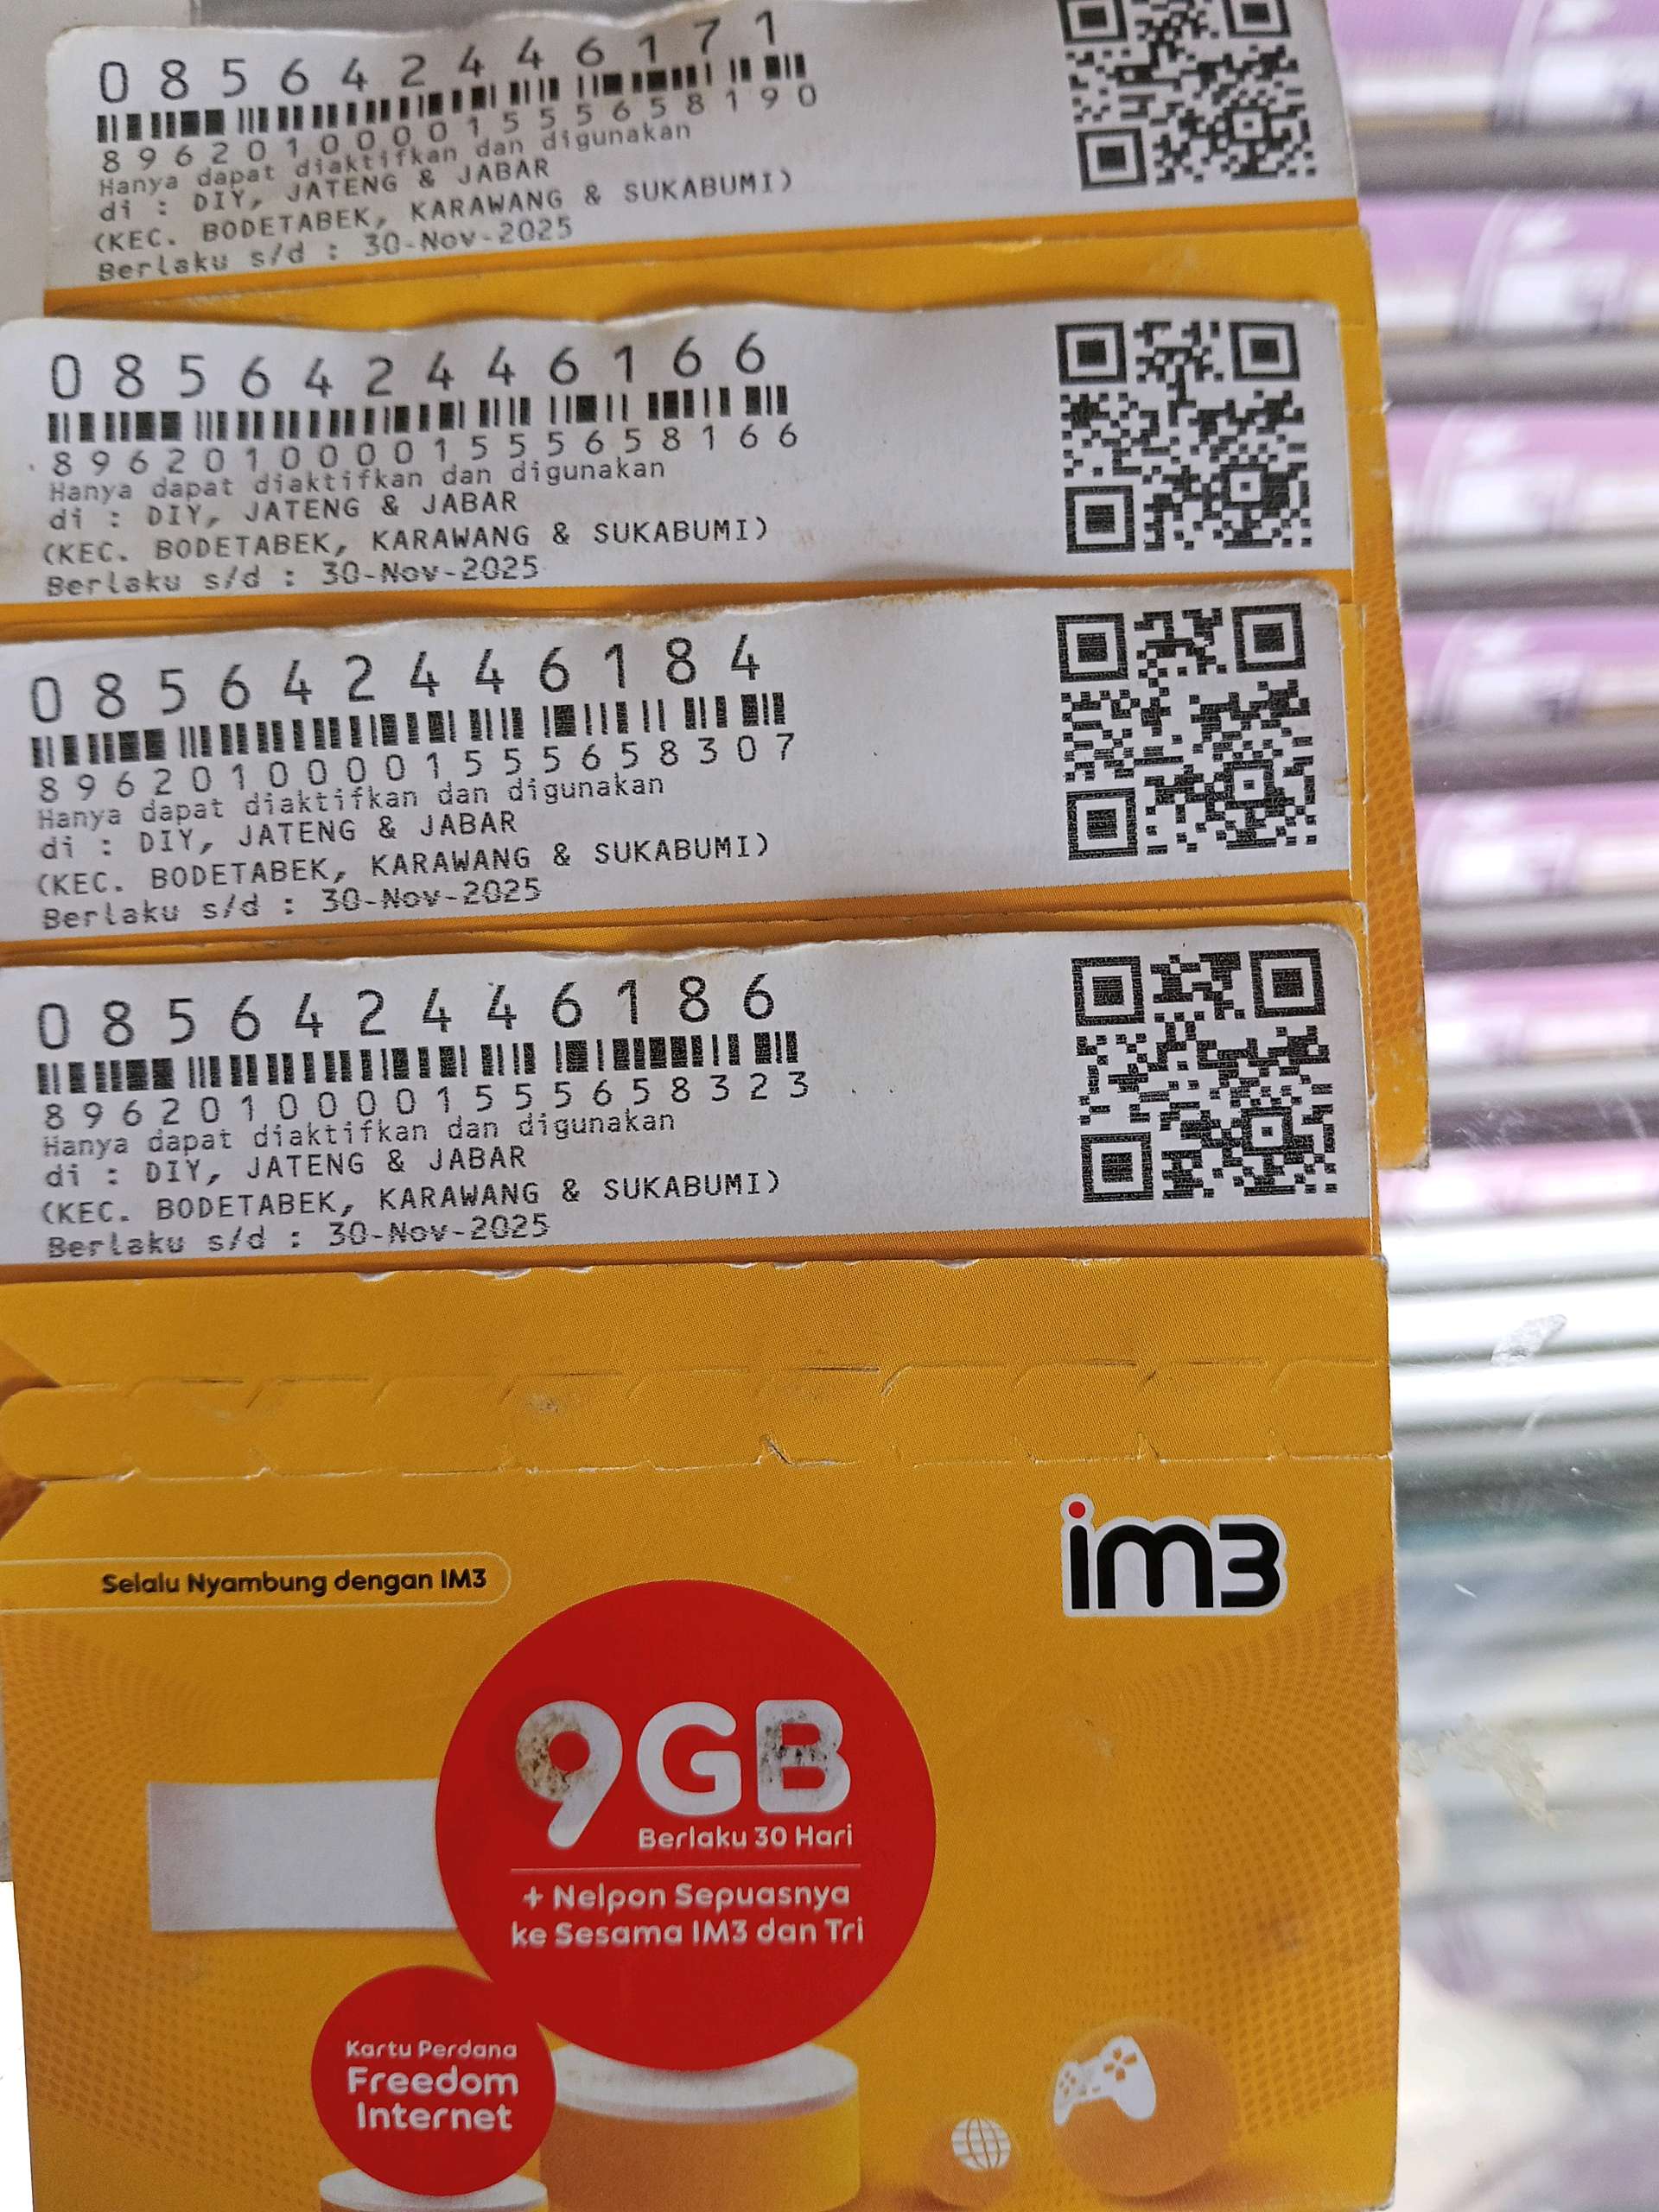 085642446171
8962010000155658190
Hanya dapat diaktifkan dan digunakan
di : DIY, JATENG & JABAR
(KEC. BODETABEK, KARAWANG & SUKABUMI)
Berlaku s/d : 30-Nov-2025
085642446166
8962010000155658166
Hanya dapat diaktifkan dan digunakan
di : DIY, JATENG & JABAR
(KEC. BODETABEK, KARAWANG & SUKABUMI)
Berlaku s/d : 30-Nov-2025
085642446184
8962010000155658307
Hanya dapat diaktifkan dan digunakan
di : DIY, JATENG & JABAR
(KEC. BODETABEK, KARAWANG & SUKABUMI)
Berlaku s/d : 30-Nov-2025
085642446186
8962010000155658323
Hanya dapat diaktifkan dan digunakan
di : DIY, JATENG & JABAR
(KEC. BODETABEK, KARAWANG & SUKABUMI)
Berlaku s/d : 30-Nov-2025
im3
Selalu Nyambung dengan IM3
9GB
Berlaku 30 Hari
+ Nelpon Sepuasnya
ke Sesama IM3 dan Tri
Kartu Perdana
Freedom
Internet